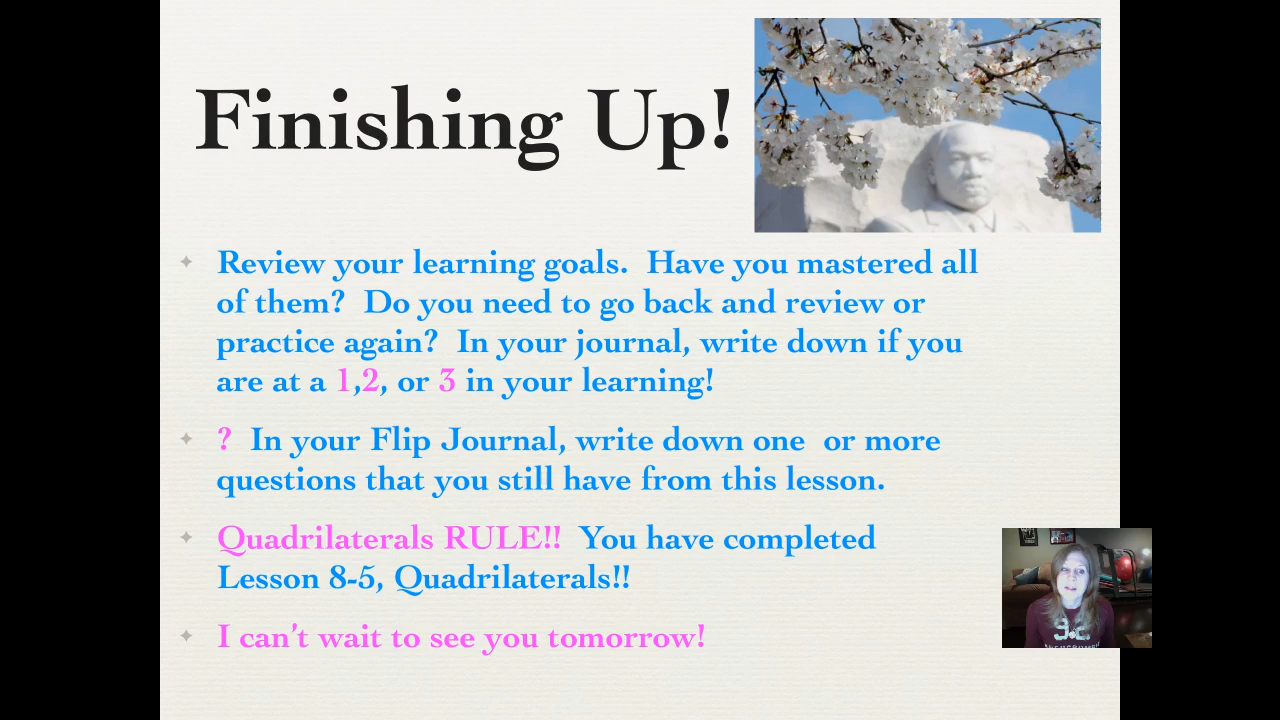 Finishing Up!
Review your learning goals.  Have you mastered all
of them?  Do you need to go back and review or
practice again?  In your journal, write down if you
are at a 1,2, or 3 in your learning!
?  In your Flip Journal, write down one  or more
questions that you still have from this lesson.
Quadrilaterals RULE!!  You have completed
Lesson 8-5, Quadrilaterals!!
I can't wait to see you tomorrow!